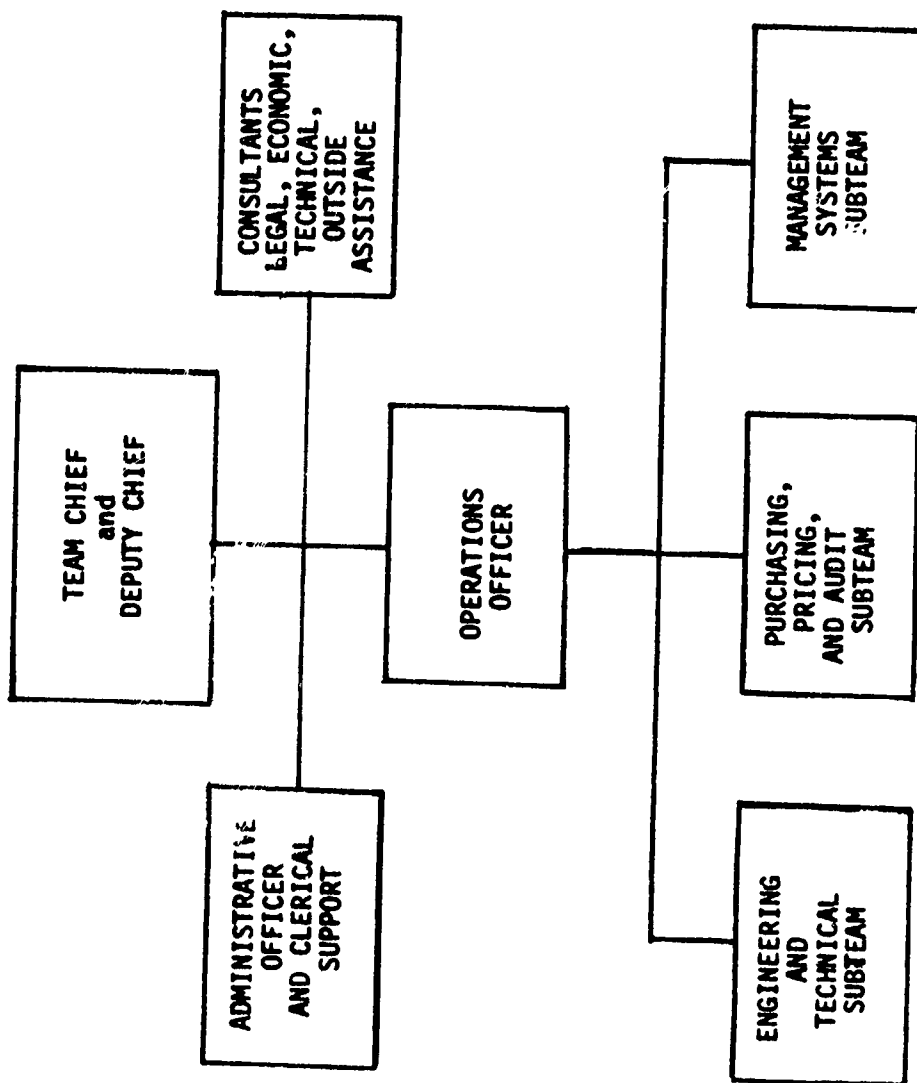 TEAM CHIEF
and
DEPUTY CHIEF
ADMINISTRATIVE
OFFICER
AND CLERICAL
SUPPORT
CONSULTANTS
LEGAL, ECONOMIC,
TECHNICAL,
OUTSIDE
ASSISTANCE
OPERATIONS
OFFICER
ENGINEERING
AND
TECHNICAL
SUBTEAM
PURCHASING,
PRICING,
AND AUDIT
SUBTEAM
MANAGEMENT
SYSTEMS
SUBTEAM